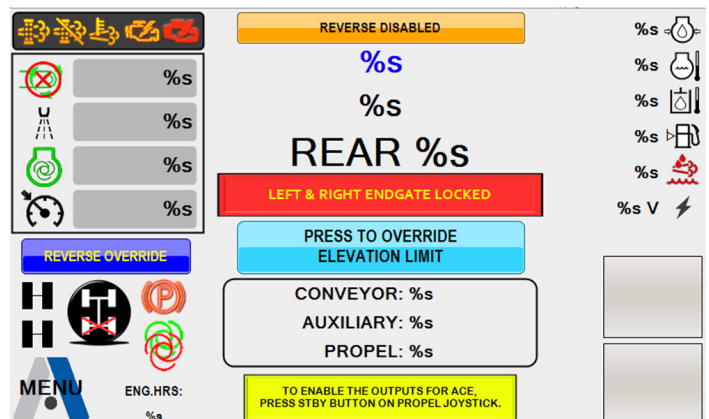 REVERSE DISABLED
%s
%s
REAR %s
LEFT & RIGHT ENDGATE LOCKED
PRESS TO OVERRIDE
ELEVATION LIMIT
CONVEYOR: %s
AUXILIARY: %s
PROPEL: %s
TO ENABLE THE OUTPUTS FOR ACE,
PRESS STBY BUTTON ON PROPEL JOYSTICK.
%s
%s
%s
%s
REVERSE OVERRIDE
P
MENU
ENG.HRS:
%s
%s
%s
%s
%s
%s
%s V